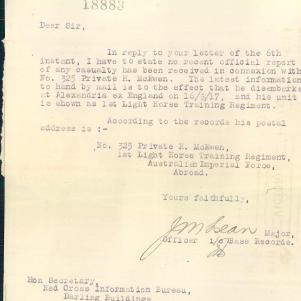 18883
Dear Sir,
In reply to your letter of the 6th
instant, I have to state no recent official report
of any casualty has been received in connexion with
No. 325 Private H. McEwen. The latest information
to hand by mail is to the effect that he disembarked
at Alexandria ex England on 16/5/17, and his unit
is shown as 1st Light Horse Training Regiment.
According to the records his postal
address is :-
No. 325 Private H. McEwen,
1st Light Horse Training Regiment,
Australian Imperial Force,
Abroad.
Yours faithfully,
J M Lean Major,
Officer i/c Base Records.
Hon Secretary,
Red Cross Information Bureau,
Darling Buildings